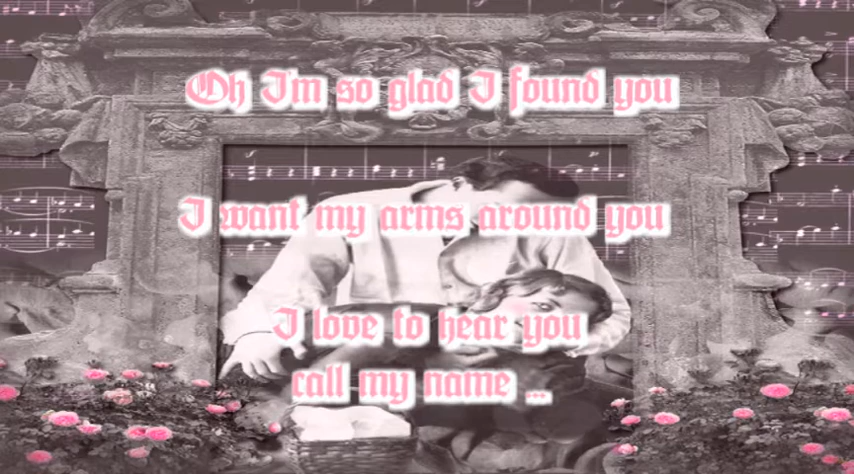 Oh I'm so glad I found you
I want my arms around you
I love to hear you
call my name ...